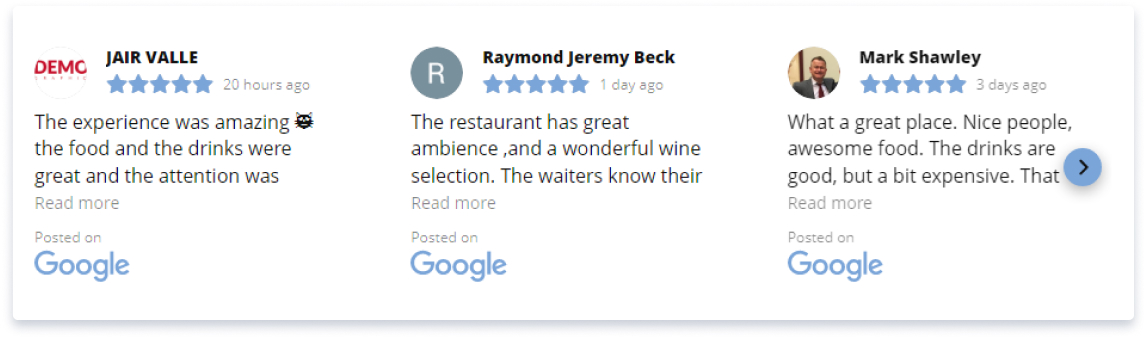 DEMO
GRAPHIC
JAIR VALLE
20 hours ago
The experience was amazing
the food and the drinks were
great and the attention was
Read more
Posted on
Google
R
Raymond Jeremy Beck
1 day ago
The restaurant has great
ambience ,and a wonderful wine
selection. The waiters know their
Read more
Posted on
Google
Mark Shawley
3 days ago
What a great place. Nice people,
awesome food. The drinks are
good, but a bit expensive. That
Read more
Posted on
Google